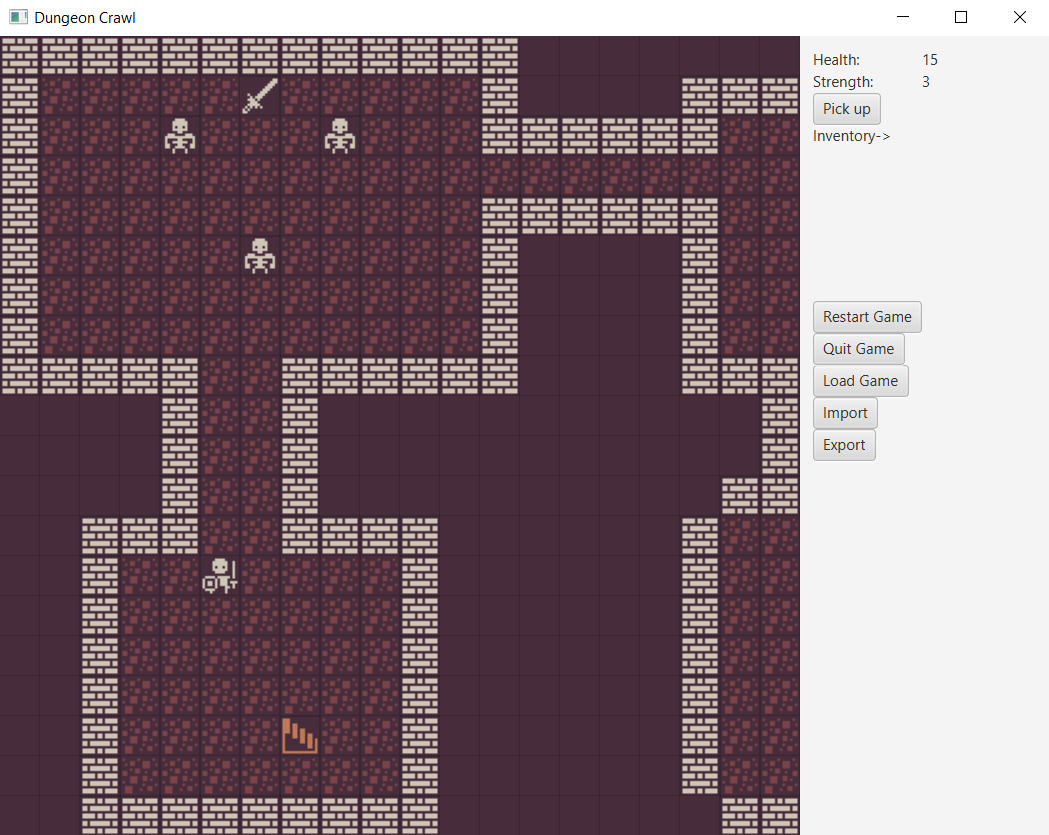 Dungeon Crawl
Health: 15
Strength: 3
Pick up
Inventory->
Restart Game
Quit Game
Load Game
Import
Export